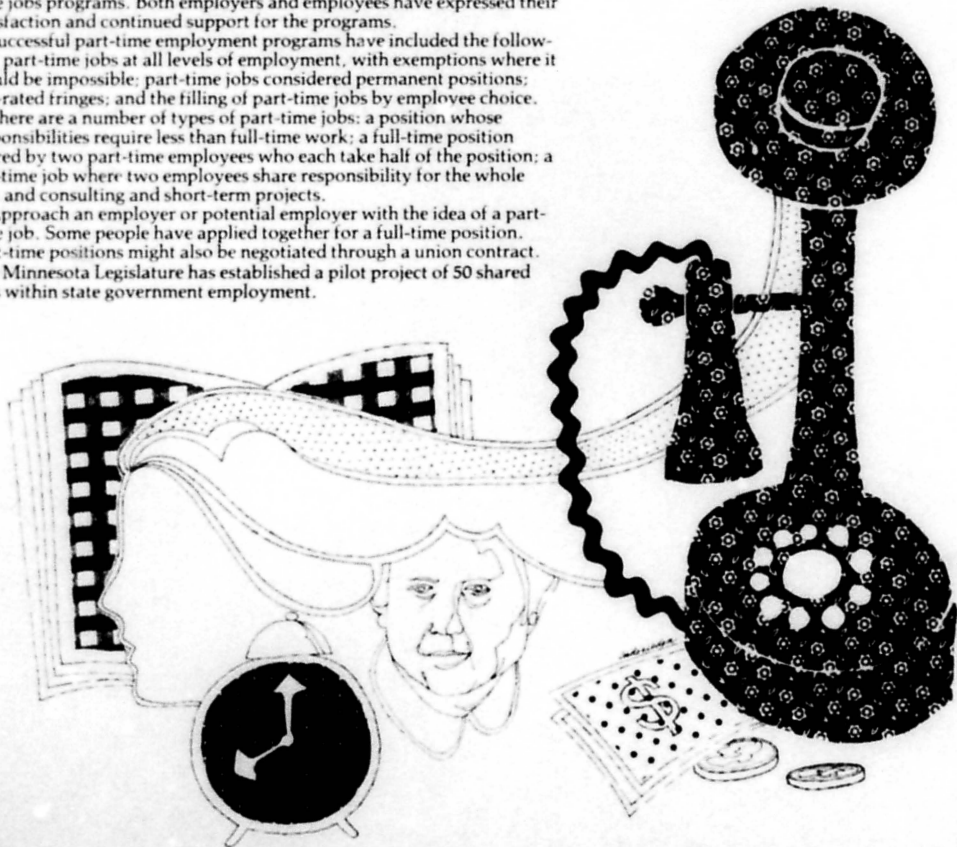 e jobs programs. Both employers and employees have expressed their
sfaction and continued support for the programs.
uccessful part-time employment programs have included the follow-
part-time jobs at all levels of employment, with exemptions where it
ld be impossible; part-time jobs considered permanent positions;
-rated fringes; and the filling of part-time jobs by employee choice.
here are a number of types of part-time jobs: a position whose
onsibilities require less than full-time work; a full-time position
ed by two part-time employees who each take half of the position; a
-time job where two employees share responsibility for the whole
and consulting and short-term projects.
pproach an employer or potential employer with the idea of a part-
e job. Some people have applied together for a full-time position.
t-time positions might also be negotiated through a union contract.
Minnesota Legislature has established a pilot project of 50 shared
within state government employment.
$